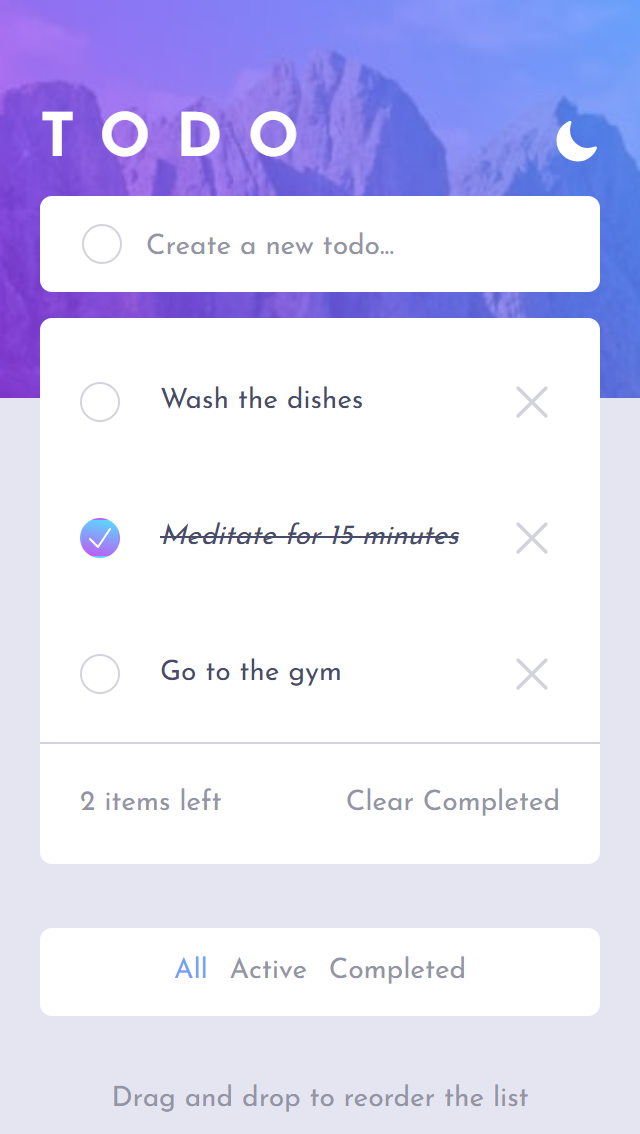 TODO
Create a new todo...
Wash the dishes
Meditate for 15 minutes
Go to the gym
2 items left Clear Completed
All Active Completed
Drag and drop to reorder the list